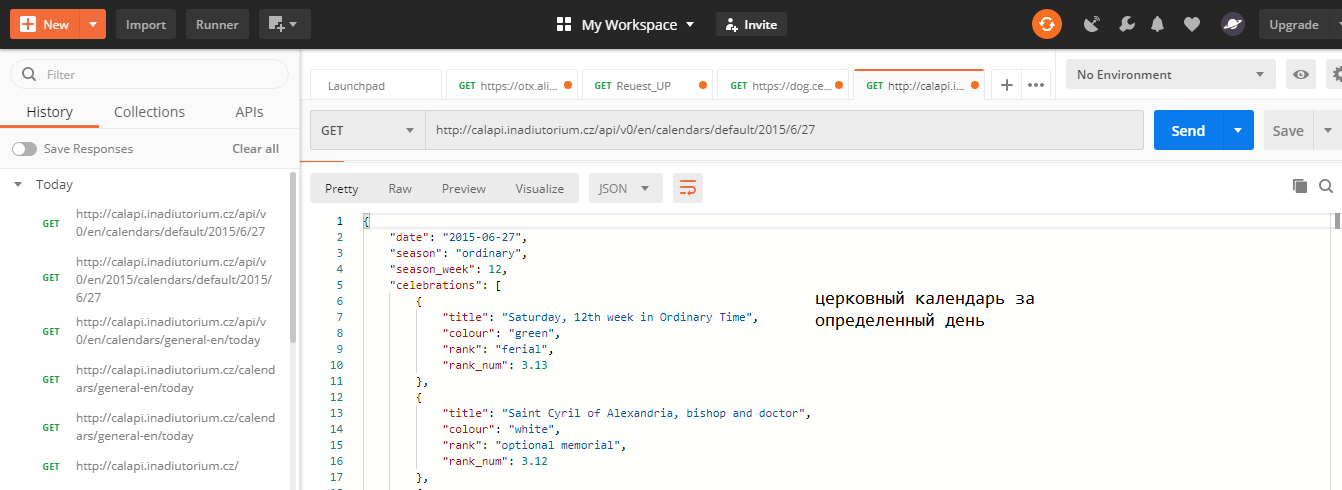 New
Import
Runner
My Workspace
Invite
Upgrade
Filter
History
Collections
APIs
Save Responses
Clear all
Today
GET http://calapi.inadiutorium.cz/api/v
0/en/calendars/default/2015/6/27
GET http://calapi.inadiutorium.cz/api/v
0/en/2015/calendars/default/2015/
6/27
GET http://calapi.inadiutorium.cz/api/v
0/en/calendars/general-en/today
GET http://calapi.inadiutorium.cz/calend
ars/general-en/today
GET http://calapi.inadiutorium.cz/calend
ars/general-en/today
GET http://calapi.inadiutorium.cz/
Launchpad
GET https://otx.ali...
GET Reuest_UP
GET https://dog.ce...
GET http://calapi.i...
No Environment
GET
http://calapi.inadiutorium.cz/api/v0/en/calendars/default/2015/6/27
Send
Save
Pretty
Raw
Preview
Visualize
JSON
1 {
2 "date": "2015-06-27",
3 "season": "ordinary",
4 "season_week": 12,
5 "celebrations": [
6 {
7 "title": "Saturday, 12th week in Ordinary Time",
8 "colour": "green",
9 "rank": "ferial",
10 "rank_num": 3.13
11 },
12 {
13 "title": "Saint Cyril of Alexandria, bishop and doctor",
14 "colour": "white",
15 "rank": "optional memorial",
16 "rank_num": 3.12
17 },
церковный календарь за
определенный день